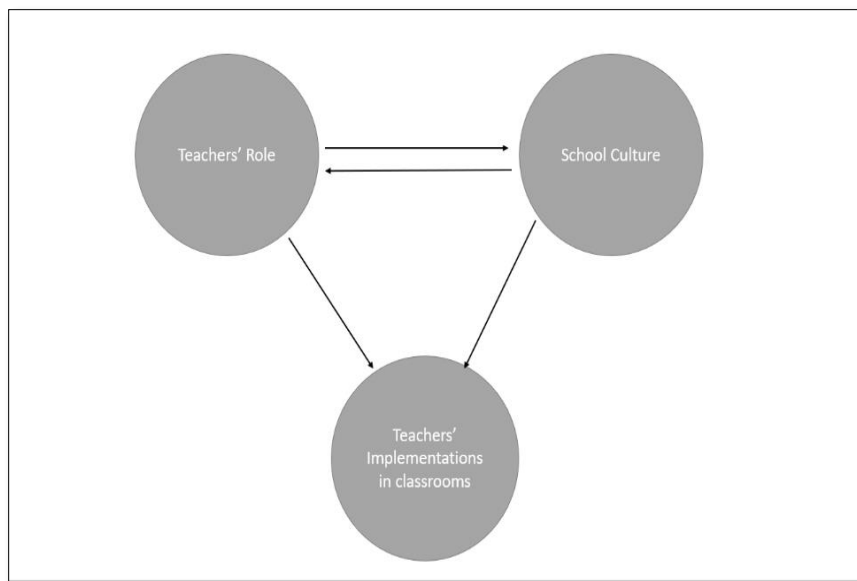 Teachers’ Role
School Culture
Teachers’
Implementations
in classrooms